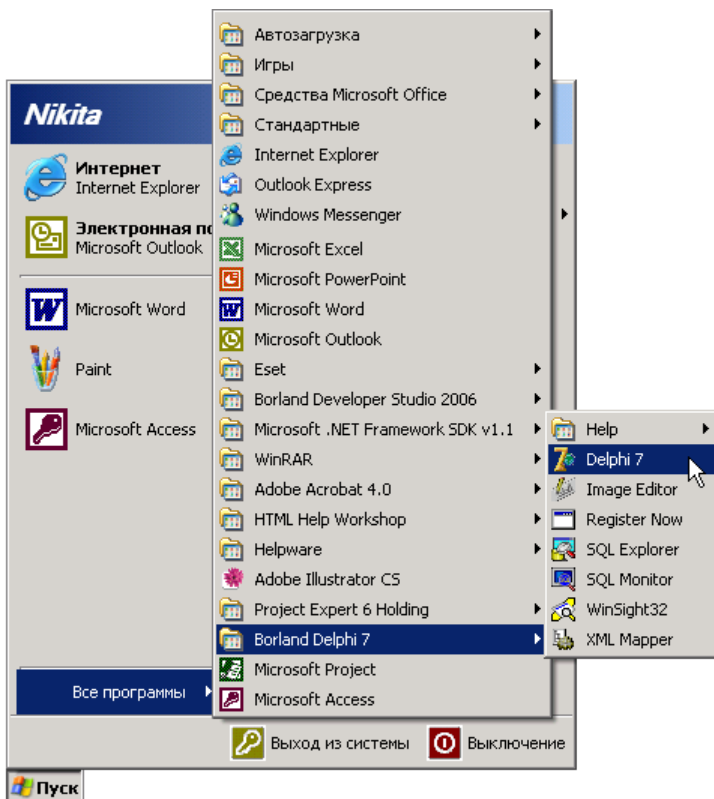 Nikita
Интернет
Internet Explorer
Электронная по
Microsoft Outlook
Microsoft Word
Paint
Microsoft Access
Все программы
Автозагрузка
Игры
Средства Microsoft Office
Стандартные
Internet Explorer
Outlook Express
Windows Messenger
Microsoft Excel
Microsoft PowerPoint
Microsoft Word
Microsoft Outlook
Eset
Borland Developer Studio 2006
Microsoft .NET Framework SDK v1.1
WinRAR
Adobe Acrobat 4.0
HTML Help Workshop
Helpware
Adobe Illustrator CS
Project Expert 6 Holding
Borland Delphi 7
Microsoft Project
Microsoft Access
Help
Delphi 7
Image Editor
Register Now
SQL Explorer
SQL Monitor
WinSight32
XML Mapper
Выход из системы
Выключение
Пуск